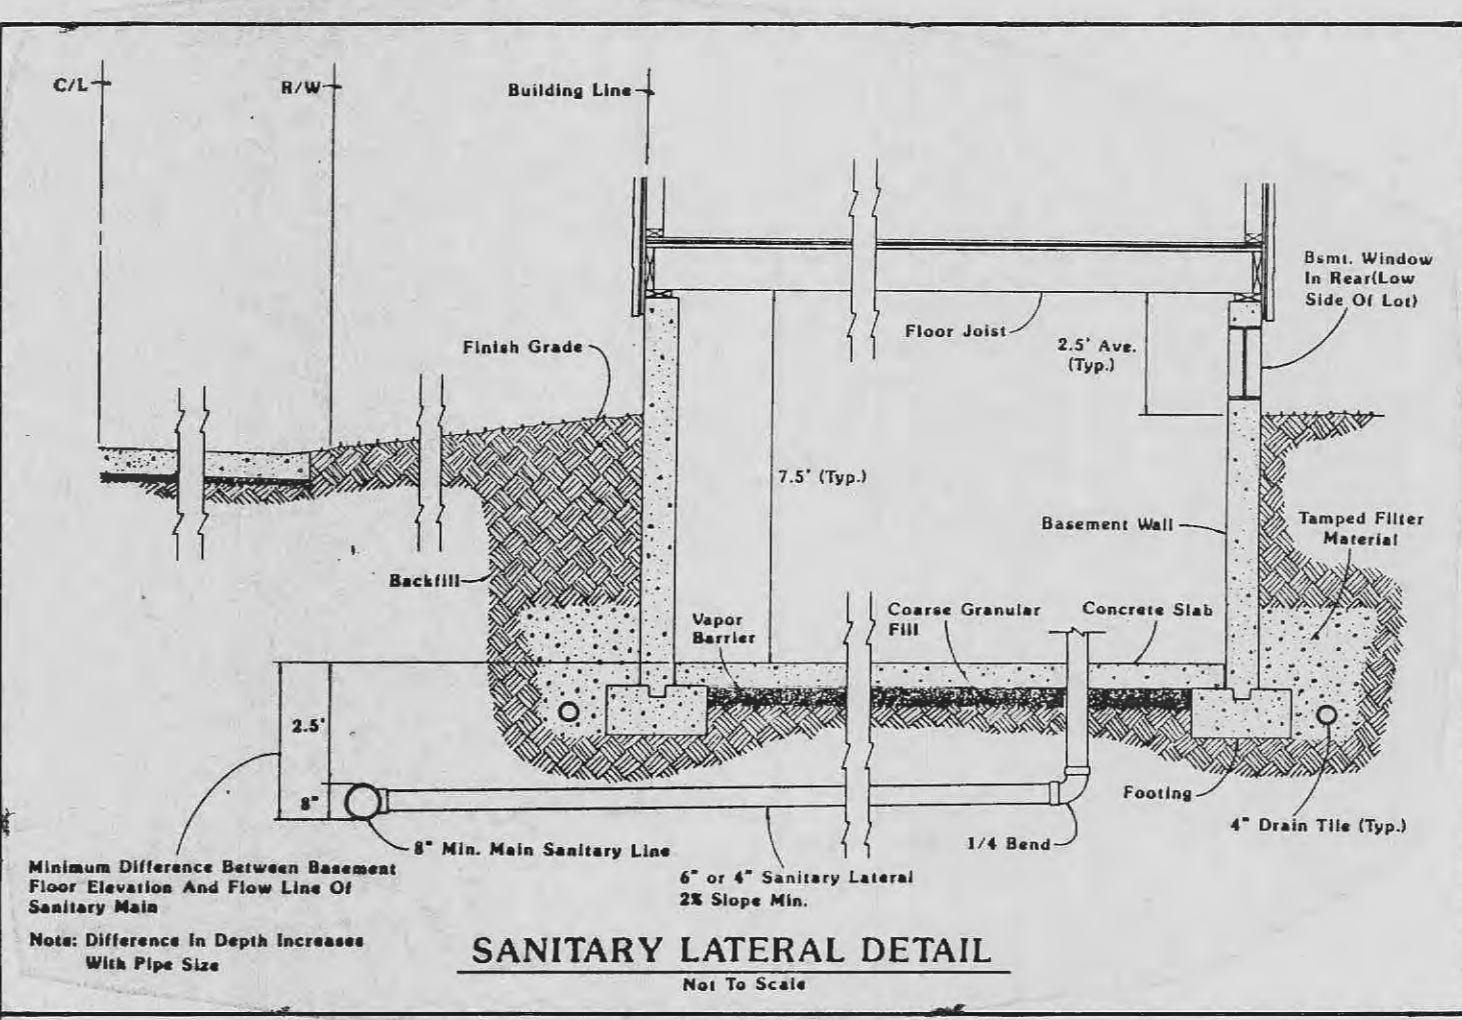 C/L
R/W
Building Line
Bsmt. Window
In Rear(Low
Side Of Lot)
Floor Joist
2.5' Ave.
(Typ.)
Finish Grade
7.5' (Typ.)
Basement Wall
Tamped Filter
Material
Backfill
Vapor
Barrier
Coarse Granular
Fill
Concrete Slab
2.5'
8"
Footing
4" Drain Tile (Typ.)
1/4 Bend
8" Min. Main Sanitary Line
6" or 4" Sanitary Lateral
2% Slope Min.
Minimum Difference Between Basement
Floor Elevation And Flow Line Of
Sanitary Main
Note: Difference In Depth Increases
With Pipe Size
SANITARY LATERAL DETAIL
Not To Scale